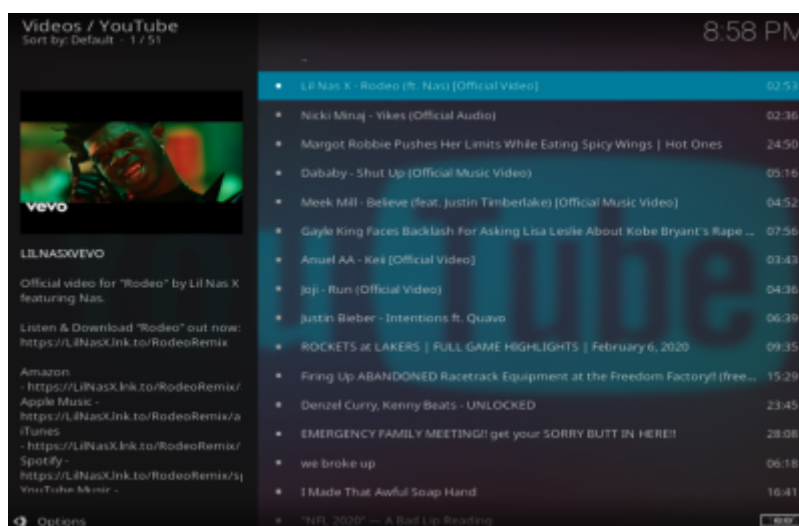 Videos / YouTube
Sort by: Default · 1 / 51
8:58 PM
..
Lil Nas X - Rodeo (ft. Nas) [Official Video] 02:53
Nicki Minaj - Yikes (Official Audio) 02:36
Margot Robbie Pushes Her Limits While Eating Spicy Wings | Hot Ones 24:50
Dababy - Shut Up (Official Music Video) 05:16
Meek Mill - Believe (feat. Justin Timberlake) [Official Music Video] 04:52
Gayle King Faces Backlash For Asking Lisa Leslie About Kobe Bryant's Rape ... 07:56
Anuel AA - Keii [Official Video] 03:43
Joji - Run (Official Video) 04:36
Justin Bieber - Intentions ft. Quavo 06:39
ROCKETS at LAKERS | FULL GAME HIGHLIGHTS | February 6, 2020 09:35
Firing Up ABANDONED Racetrack Equipment at the Freedom Factory!! (free... 15:29
Denzel Curry, Kenny Beats - UNLOCKED 23:45
EMERGENCY FAMILY MEETING!! get your SORRY BUTT IN HERE!! 28:08
we broke up 06:18
I Made That Awful Soap Hand 16:41
"NFL 2020" — A Bad Lip Reading
vevo
LILNASXVEVO
Official video for "Rodeo" by Lil Nas X
featuring Nas.
Listen & Download "Rodeo" out now:
https://LilNasX.lnk.to/RodeoRemix
Amazon
- https://LilNasX.lnk.to/RodeoRemix/
Apple Music -
https://LilNasX.lnk.to/RodeoRemix/a
iTunes
- https://LilNasX.lnk.to/RodeoRemix/
Spotify -
https://LilNasX.lnk.to/RodeoRemix/sp
YouTube Music -
Options
You Tube